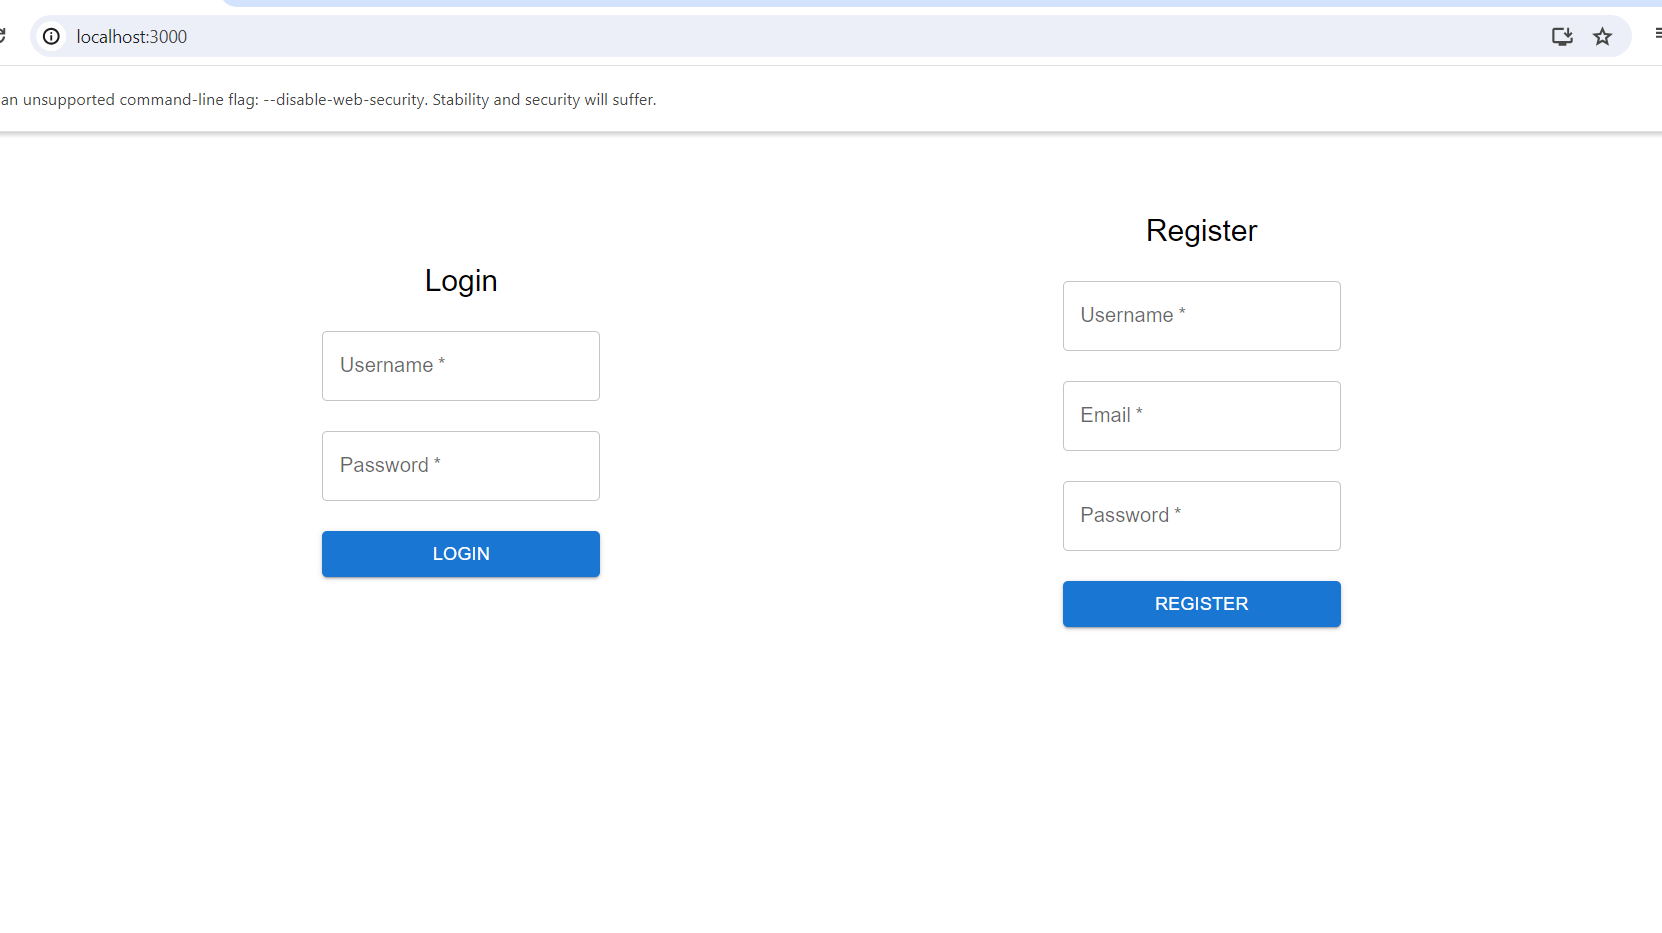 localhost:3000
an unsupported command-line flag: --disable-web-security. Stability and security will suffer.
Login
Username *
Password *
LOGIN
Register
Username *
Email *
Password *
REGISTER